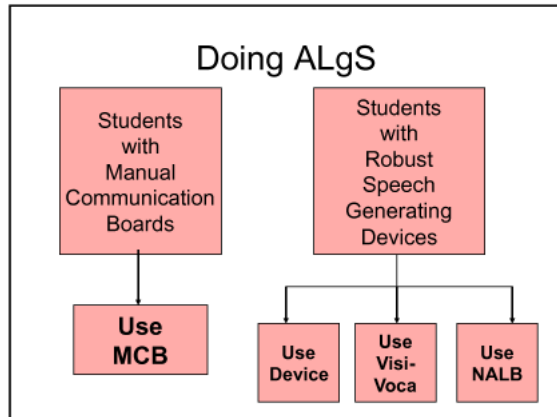 Doing ALgS
Students
with
Manual
Communication
Boards
Students
with
Robust
Speech
Generating
Devices
Use
MCB
Use
Device
Use
Visi-
Voca
Use
NALB